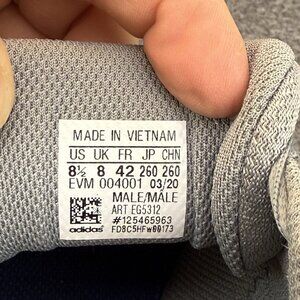 MADE IN VIETNAM
US UK FR JP CHN
8½ 8 42 260 260
EVM 004001 03/20
MALE/MÁLE
ART EG5312
#125465963
adidas FD8C5HFW00173